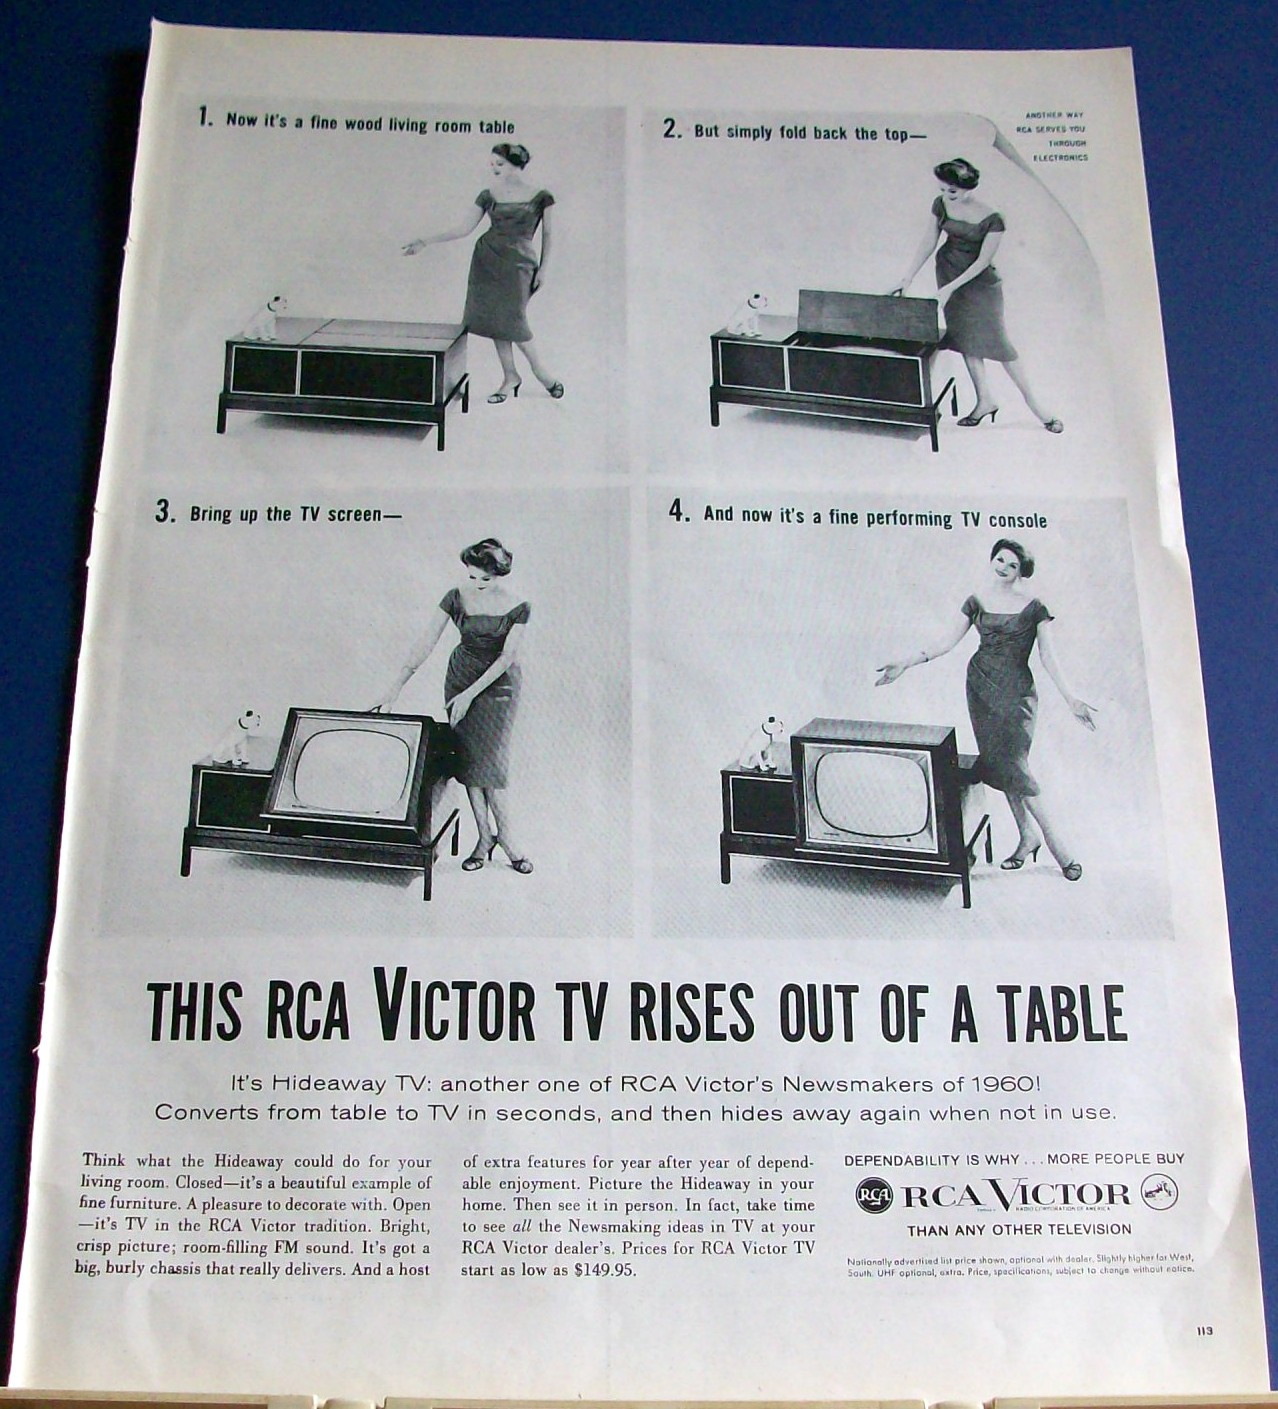 1. Now it's a fine wood living room table
2. But simply fold back the top—
ANOTHER WAY
RCA SERVES YOU
THROUGH
ELECTRONICS
3. Bring up the TV screen—
4. And now it's a fine performing TV console
THIS RCA VICTOR TV RISES OUT OF A TABLE
It's Hideaway TV: another one of RCA Victor's Newsmakers of 1960!
Converts from table to TV in seconds, and then hides away again when not in use.
Think what the Hideaway could do for your
living room. Closed—it's a beautiful example of
fine furniture. A pleasure to decorate with. Open
—it's TV in the RCA Victor tradition. Bright,
crisp picture; room-filling FM sound. It's got a
big, burly chassis that really delivers. And a host
of extra features for year after year of depend-
able enjoyment. Picture the Hideaway in your
home. Then see it in person. In fact, take time
to see all the Newsmaking ideas in TV at your
RCA Victor dealer's. Prices for RCA Victor TV
start as low as $149.95.
DEPENDABILITY IS WHY . . . MORE PEOPLE BUY
RCA RCA VICTOR
RADIO CORPORATION OF AMERICA
THAN ANY OTHER TELEVISION
Nationally advertised list price shown, optional with dealer. Slightly higher far West,
South. UHF optional, extra. Price, specifications, subject to change without notice.
113